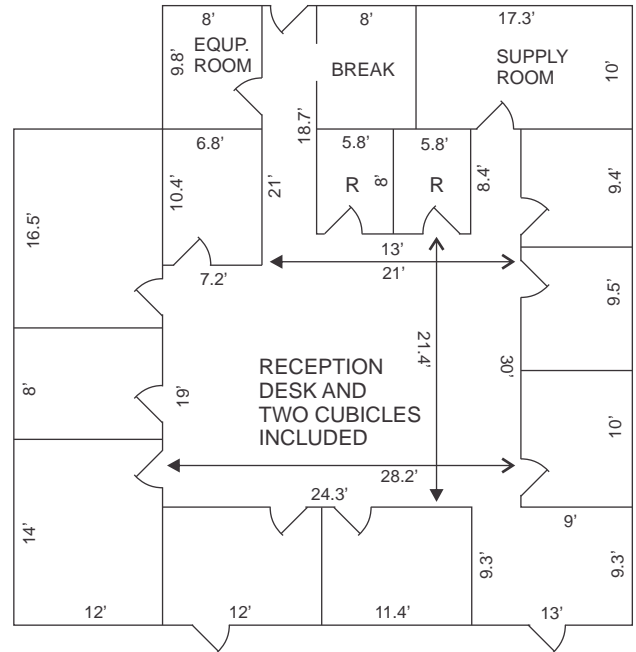 8’ 8’ 17.3’
EQUP. SUPPLY
ROOM BREAK ROOM
9.8’ 10’
18.7’
6.8’ 5.8’ 5.8’
10.4’ 21’ R 8’ R 8.4’ 9.4’
16.5’
13’
7.2’ 21’
9.5’
21.4’
RECEPTION
DESK AND
TWO CUBICLES
INCLUDED
30’
8’ 19’
10’
28.2’
24.3’
9’
14’ 9.3’ 9.3’
12’ 12’ 11.4’ 13’